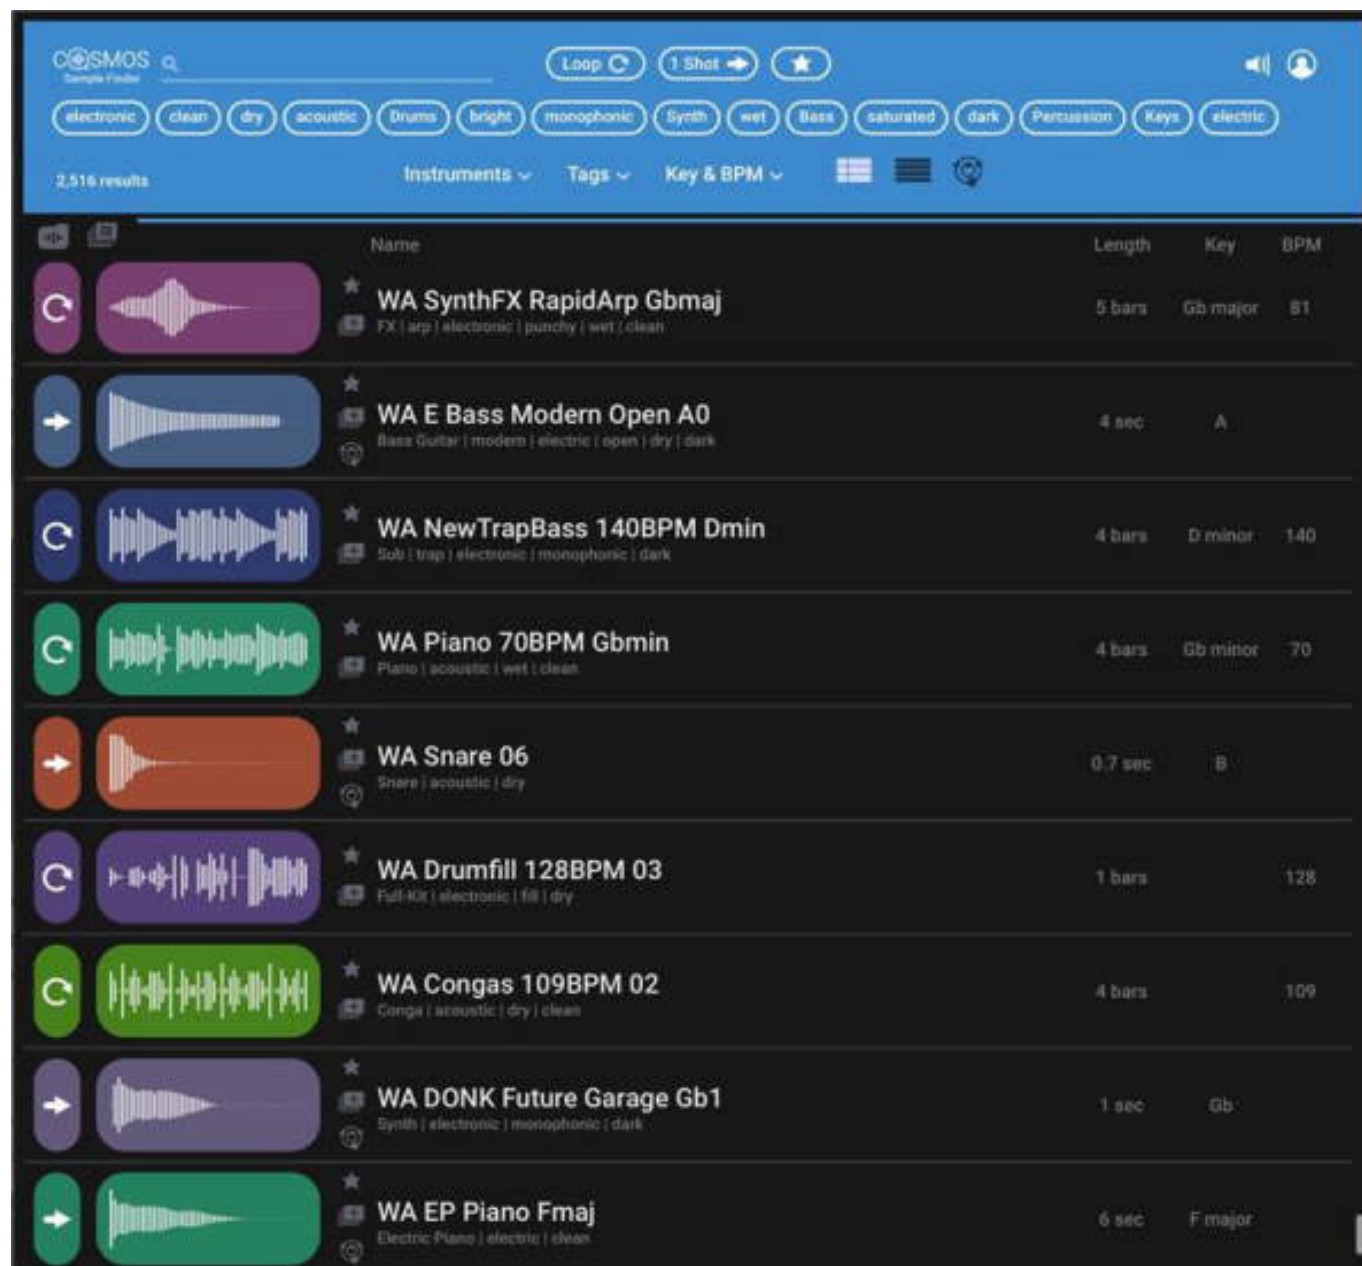 COSMOS Loop 1 Shot
Sample Finder
electronic clean dry acoustic Drums bright monophonic Synth wet Bass saturated dark Percussion Keys electric
2,516 results Instruments Tags Key & BPM
Name Length Key BPM
WA SynthFX RapidArp Gbmaj 5 bars Gb major 81
FX | arp | electronic | punchy | wet | clean
WA E Bass Modern Open A0 4 sec A
Bass Guitar | modern | electric | open | dry | dark
WA NewTrapBass 140BPM Dmin 4 bars D minor 140
Sub | trap | electronic | monophonic | dark
WA Piano 70BPM Gbmin 4 bars Gb minor 70
Piano | acoustic | wet | clean
WA Snare 06 0.7 sec B
Snare | acoustic | dry
WA Drumfill 128BPM 03 1 bars 128
Full-Kit | electronic | fill | dry
WA Congas 109BPM 02 4 bars 109
Conga | acoustic | dry | clean
WA DONK Future Garage Gb1 1 sec Gb
Synth | electronic | monophonic | dark
WA EP Piano Fmaj 6 sec F major
Electric Piano | electric | clean